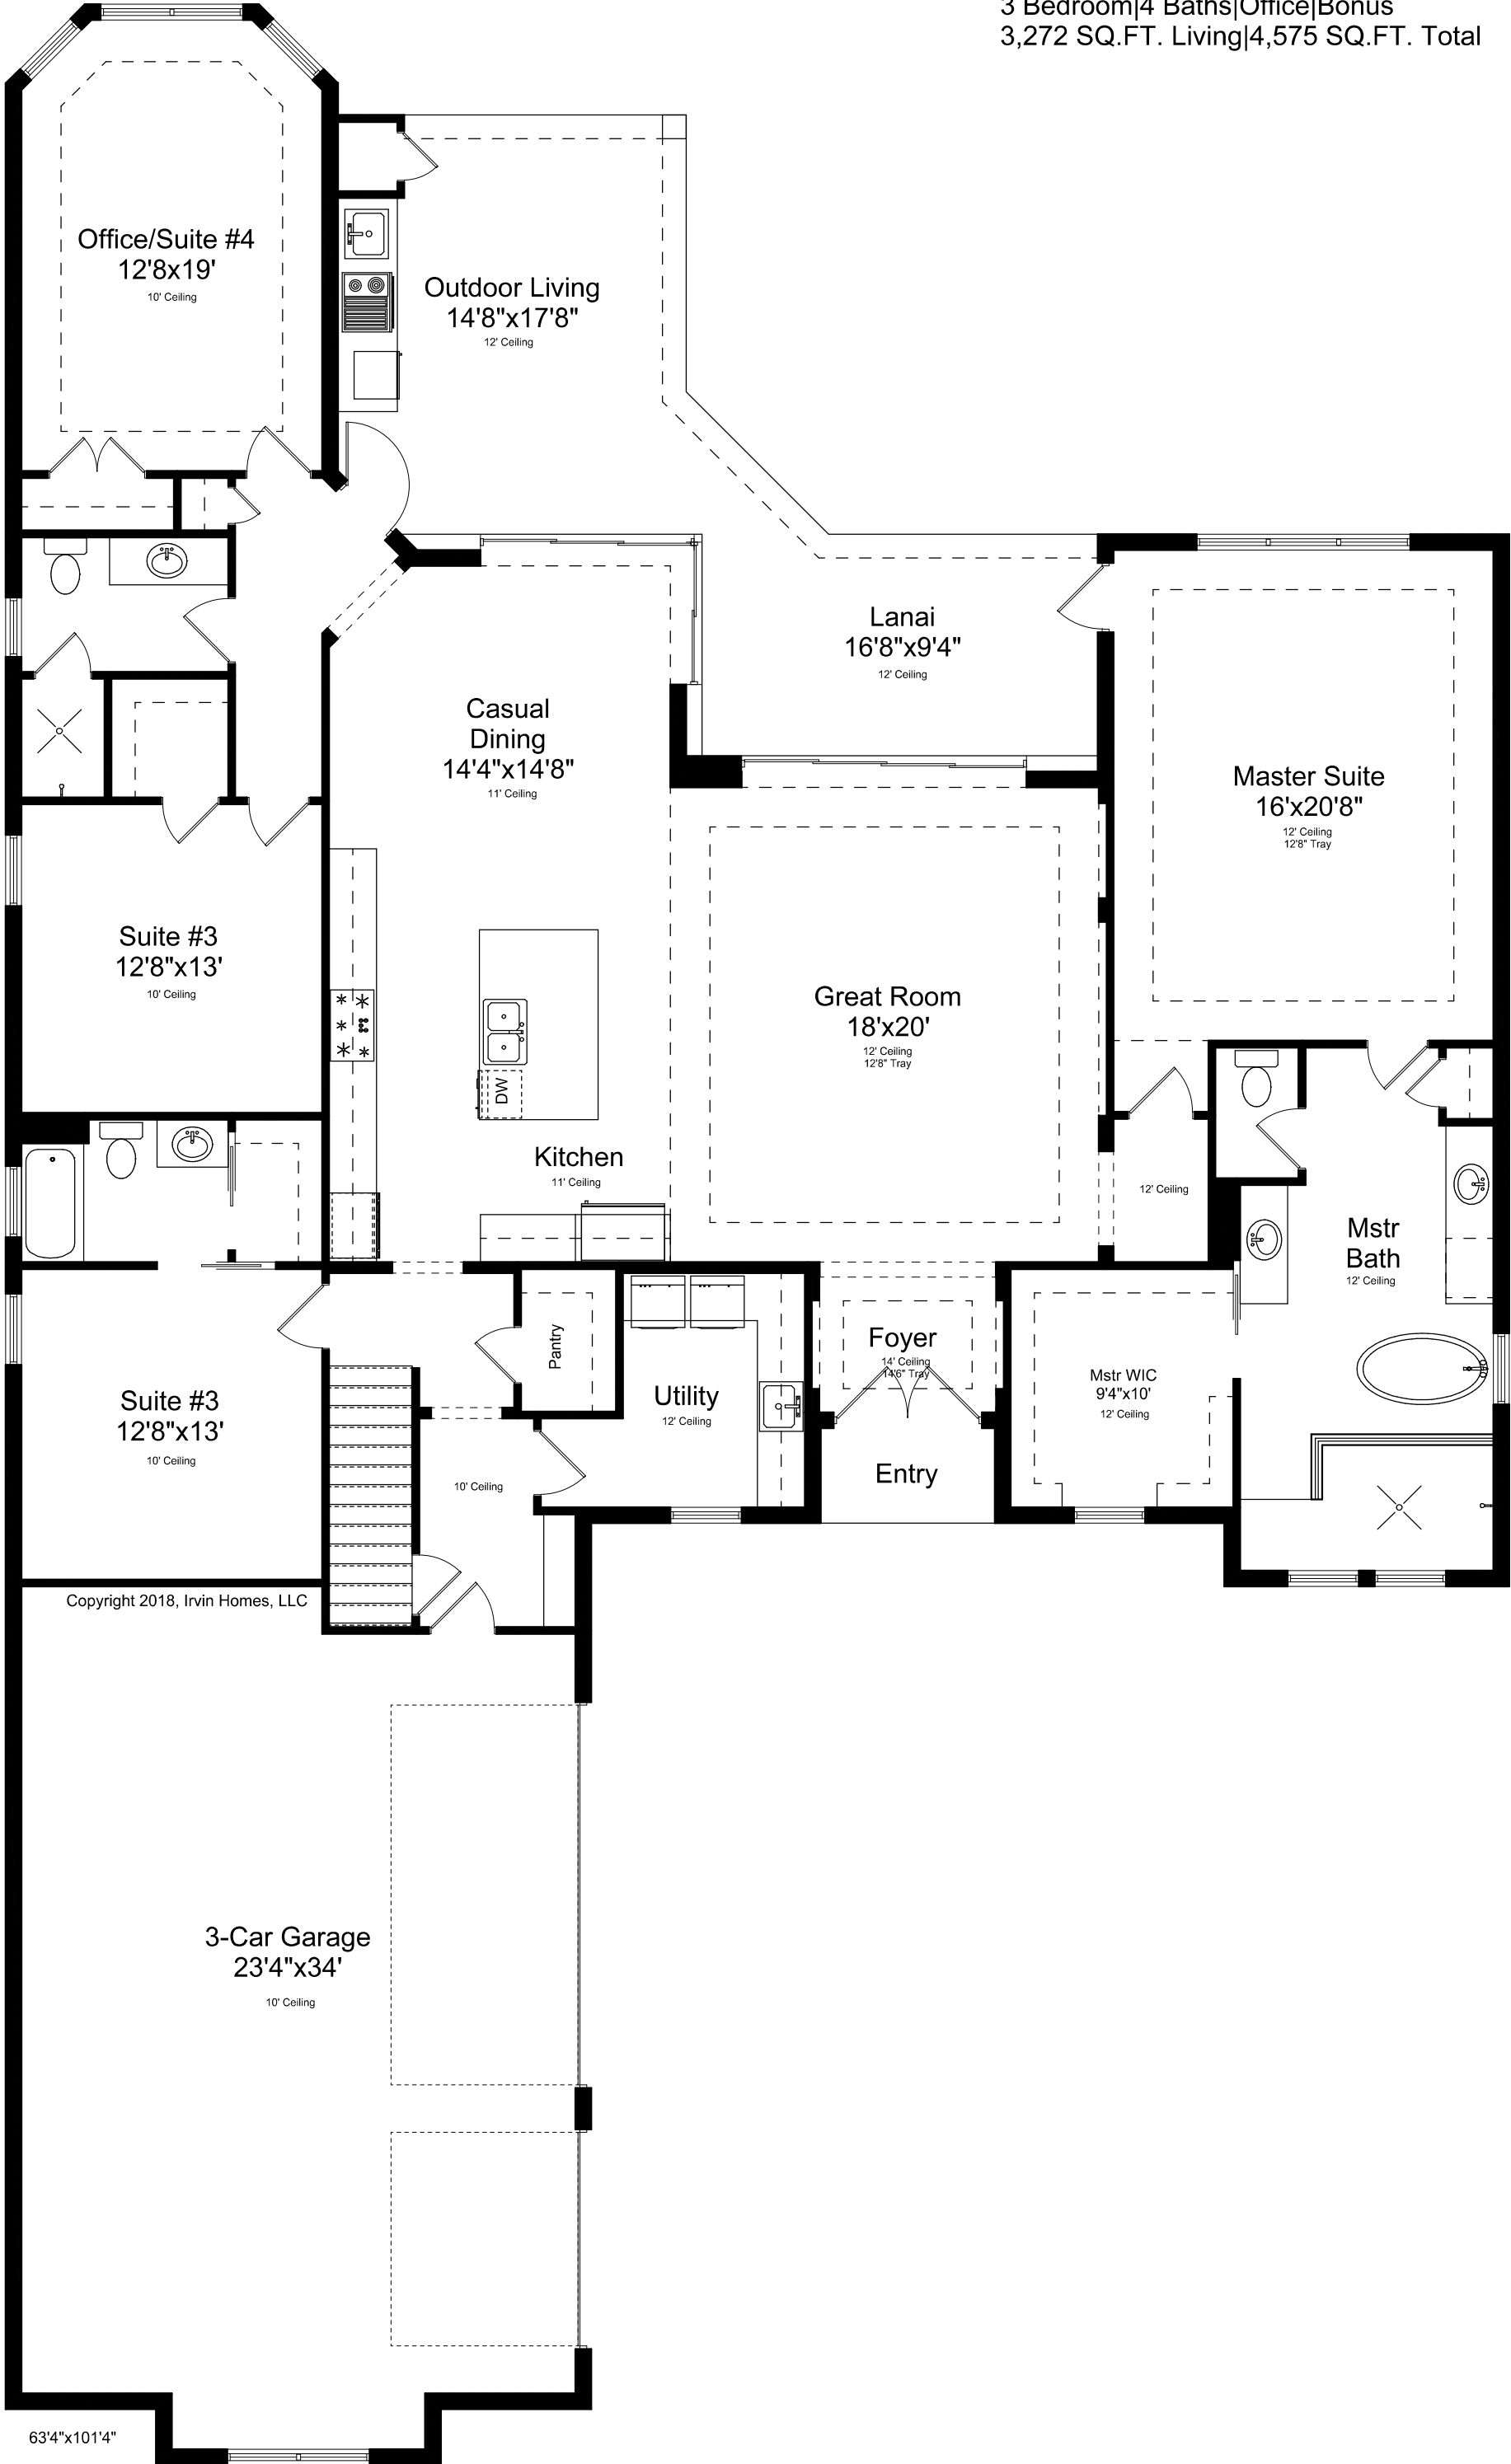 3 Bedroom|4 Baths|Office|Bonus
3,272 SQ.FT. Living|4,575 SQ.FT. Total
Office/Suite #4
12'8x19'
10' Ceiling
Outdoor Living
14'8"x17'8"
12' Ceiling
Lanai
16'8"x9'4"
12' Ceiling
Casual
Dining
14'4"x14'8"
11' Ceiling
Master Suite
16'x20'8"
12' Ceiling
12'8" Tray
Suite #3
12'8"x13'
10' Ceiling
Great Room
18'x20'
12' Ceiling
12'8" Tray
DW
Kitchen
11' Ceiling
12' Ceiling
Mstr
Bath
12' Ceiling
Pantry
Foyer
14' Ceiling
14'6" Tray
Utility
12' Ceiling
Mstr WIC
9'4"x10'
12' Ceiling
Suite #3
12'8"x13'
10' Ceiling
Entry
10' Ceiling
Copyright 2018, Irvin Homes, LLC
3-Car Garage
23'4"x34'
10' Ceiling
63'4"x101'4"